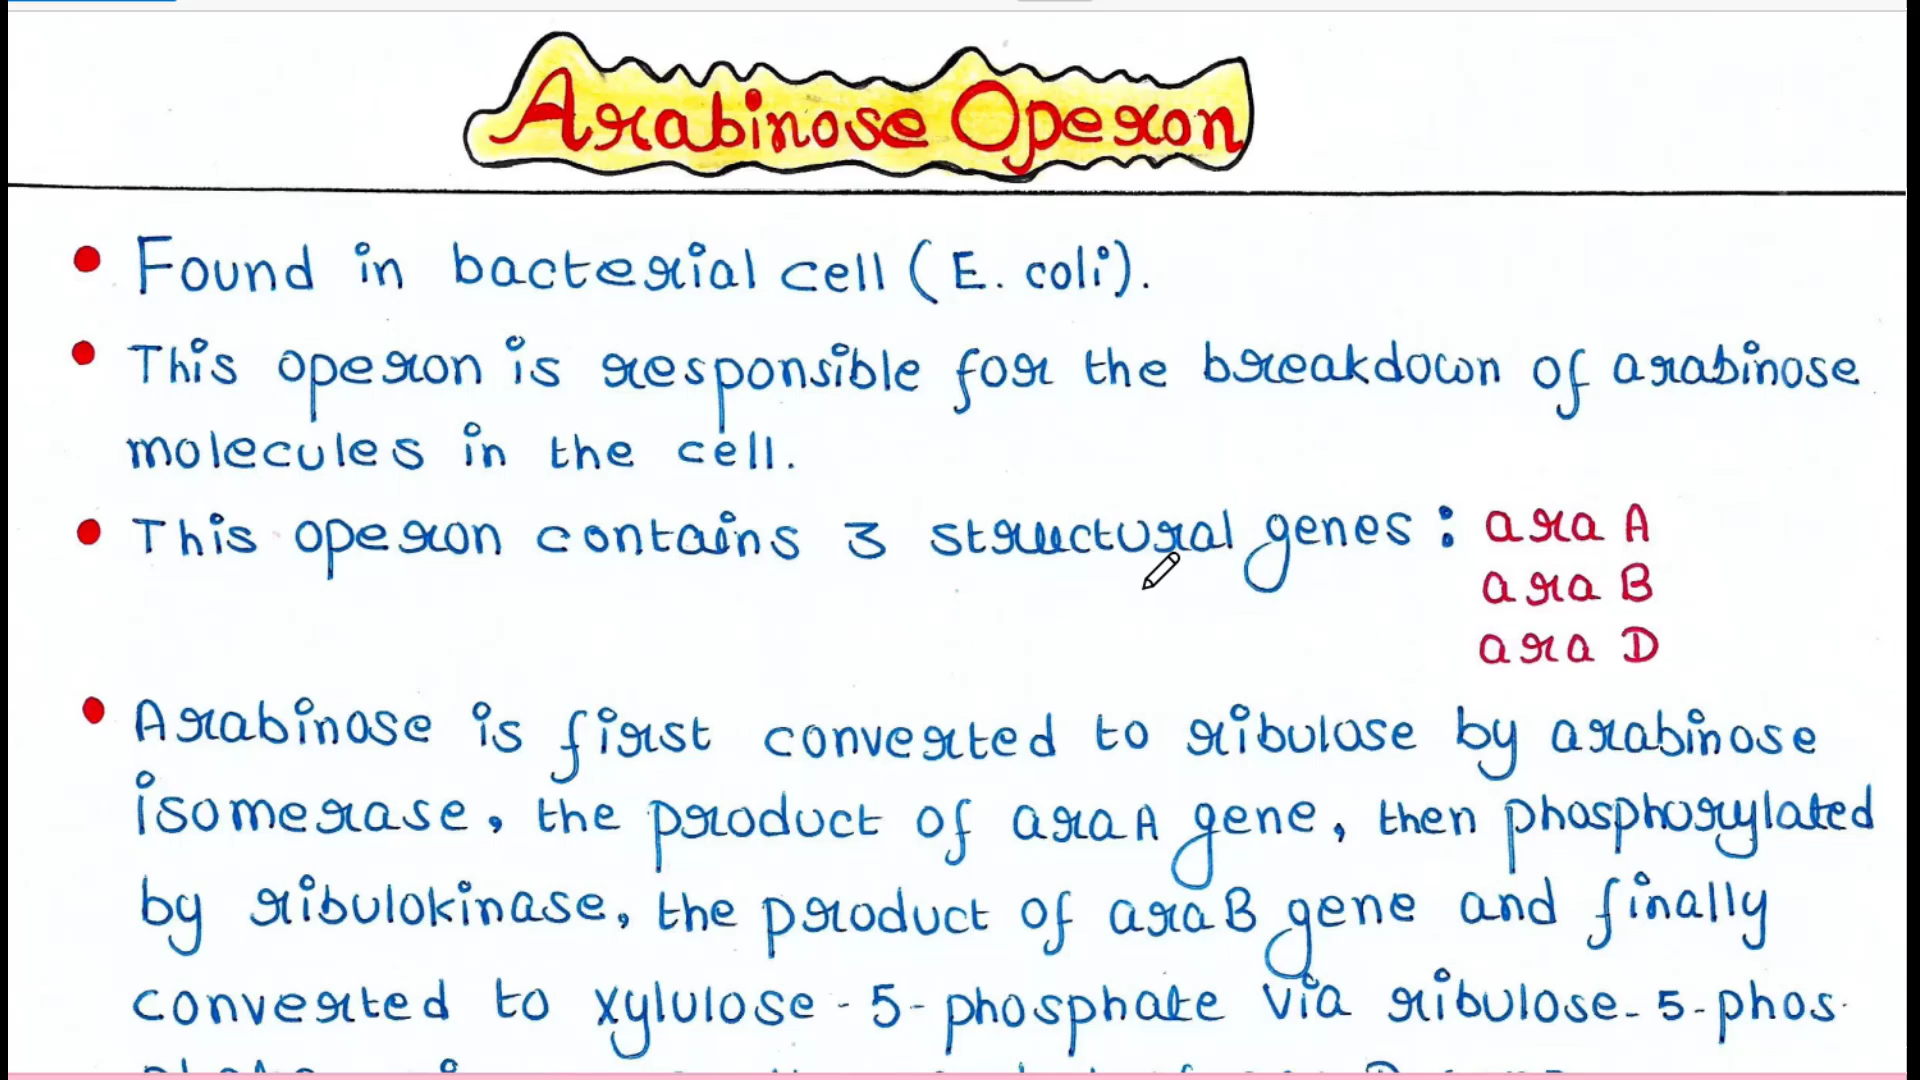 Arabinose Operon
• Found in bacterial cell (E. coli).
• This operon is responsible for the breakdown of arabinose
molecules in the cell.
• This operon contains 3 structural genes : ara A
ara B
ara D
• Arabinose is first converted to ribulose by arabinose
isomerase, the product of araA gene, then phosphorylated
by ribulokinase, the product of araB gene and finally
converted to xylulose-5-phosphate via ribulose-5-phos-